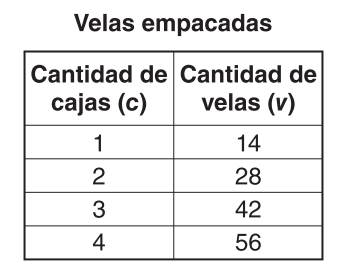 Velas empacadas
Cantidad de cajas (c) Cantidad de velas (v)
1 14
2 28
3 42
4 56